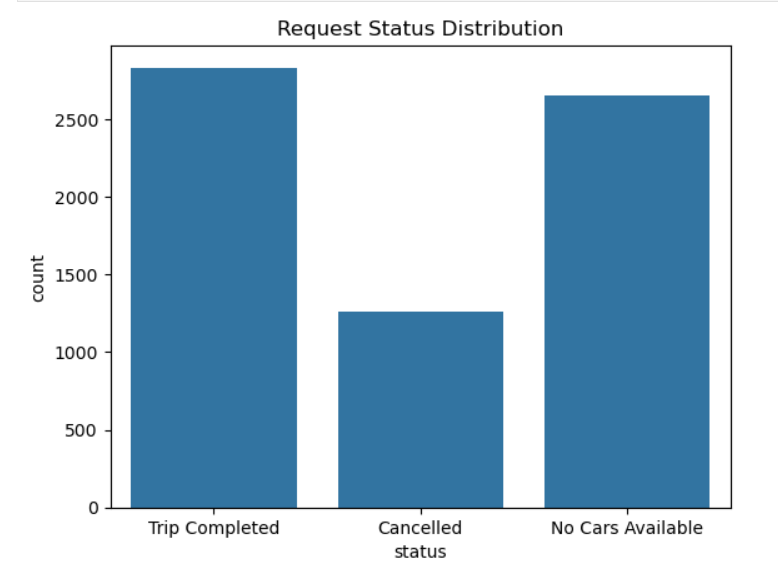 Request Status Distribution
count
2500
2000
1500
1000
500
0
Trip Completed Cancelled No Cars Available
status